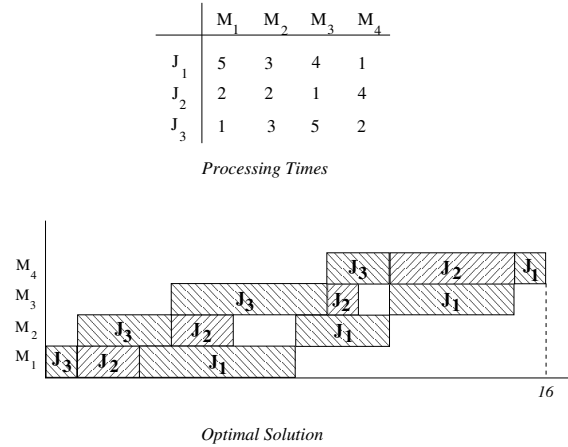 M1 M2 M3 M4
J1 5 3 4 1
J2 2 2 1 4
J3 1 3 5 2
Processing Times
M4 J3 J2 J1
M3 J3 J2 J1
M2 J3 J2 J1
M1 J3 J2 J1
16
Optimal Solution